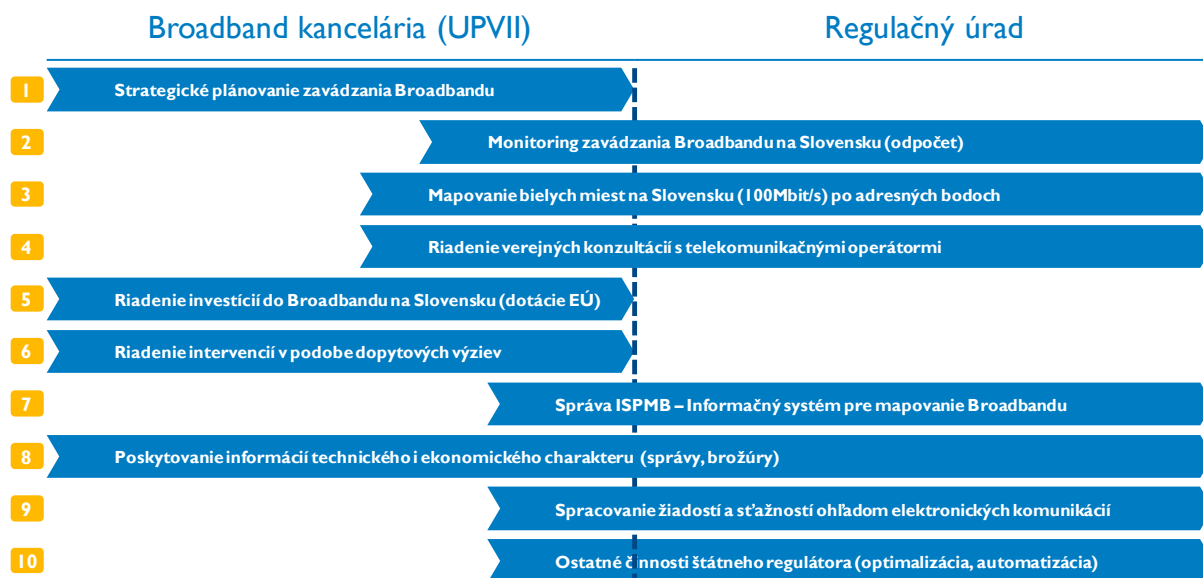 Broadband kancelária (UPVII)
Regulačný úrad
1 Strategické plánovanie zavádzania Broadbandu
2 Monitoring zavádzania Broadbandu na Slovensku (odpočet)
3 Mapovanie bielych miest na Slovensku (100Mbit/s) po adresných bodoch
4 Riadenie verejných konzultácií s telekomunikačnými operátormi
5 Riadenie investícií do Broadbandu na Slovensku (dotácie EÚ)
6 Riadenie intervencií v podobe dopytových výziev
7 Správa ISPMB – Informačný systém pre mapovanie Broadbandu
8 Poskytovanie informácií technického i ekonomického charakteru (správy, brožúry)
9 Spracovanie žiadostí a sťažností ohľadom elektronických komunikácií
10 Ostatné činnosti štátneho regulátora (optimalizácia, automatizácia)